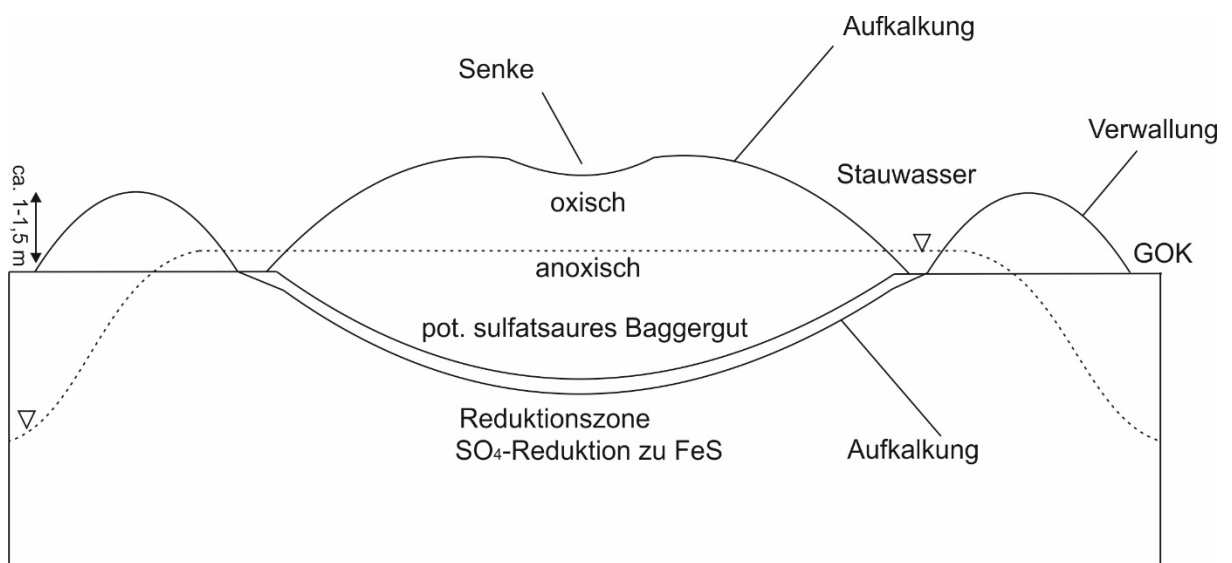 Aufkalkung
Senke
Verwallung
Stauwasser
ca. 1-1,5 m
oxisch
GOK
anoxisch
pot. sulfatsaures Baggergut
Reduktionszone
SO₄-Reduktion zu FeS
Aufkalkung